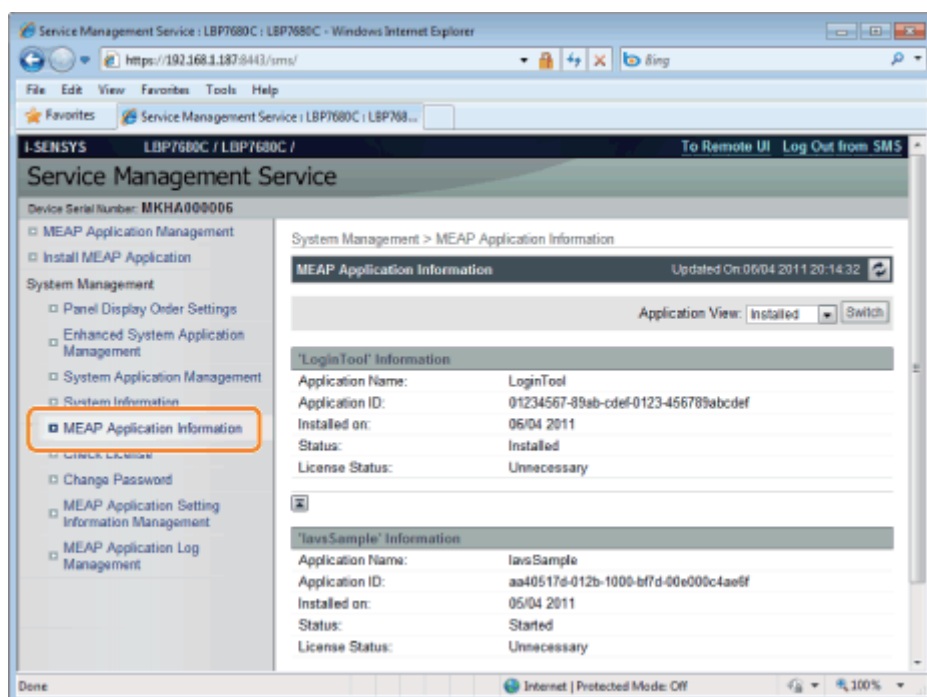 Service Management Service : LBP7680C : LBP7680C - Windows Internet Explorer
https://192.168.1.187:8443/sms/
Bing
File Edit View Favorites Tools Help
Favorites
Service Management Service : LBP7680C : LBP768...
i-SENSYS LBP7680C / LBP7680C /
To Remote UI Log Out from SMS
Service Management Service
Device Serial Number: MKHA000006
MEAP Application Management
Install MEAP Application
System Management
Panel Display Order Settings
Enhanced System Application
Management
System Application Management
System Information
MEAP Application Information
Check License
Change Password
MEAP Application Setting
Information Management
MEAP Application Log
Management
System Management > MEAP Application Information
MEAP Application Information
Updated On:06/04 2011 20:14:32
Application View: Installed Switch
'LoginTool' Information
Application Name: LoginTool
Application ID: 01234567-89ab-cdef-0123-456789abcdef
Installed on: 06/04 2011
Status: Installed
License Status: Unnecessary
'IavsSample' Information
Application Name: IavsSample
Application ID: aa40517d-012b-1000-bf7d-00e000c4ae6f
Installed on: 05/04 2011
Status: Started
License Status: Unnecessary
Done
Internet | Protected Mode: Off
100%